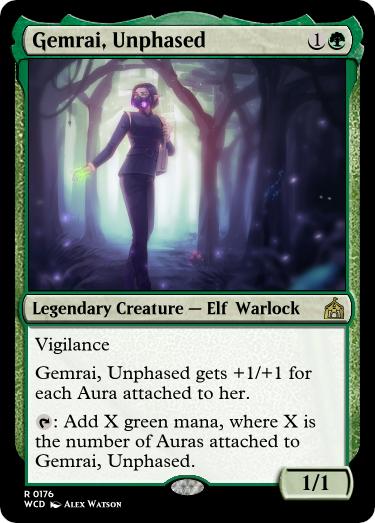 Gemrai, Unphased 1
Legendary Creature — Elf Warlock
Vigilance
Gemrai, Unphased gets +1/+1 for
each Aura attached to her.
: Add X green mana, where X is
the number of Auras attached to
Gemrai, Unphased.
1/1
R 0176
WCD Alex Watson